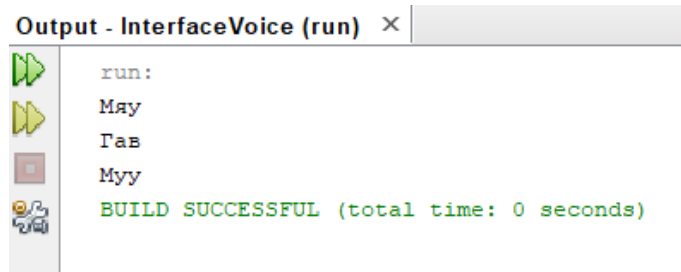 Output - InterfaceVoice (run) ×
run:
Мяу
Гав
Муу
BUILD SUCCESSFUL (total time: 0 seconds)